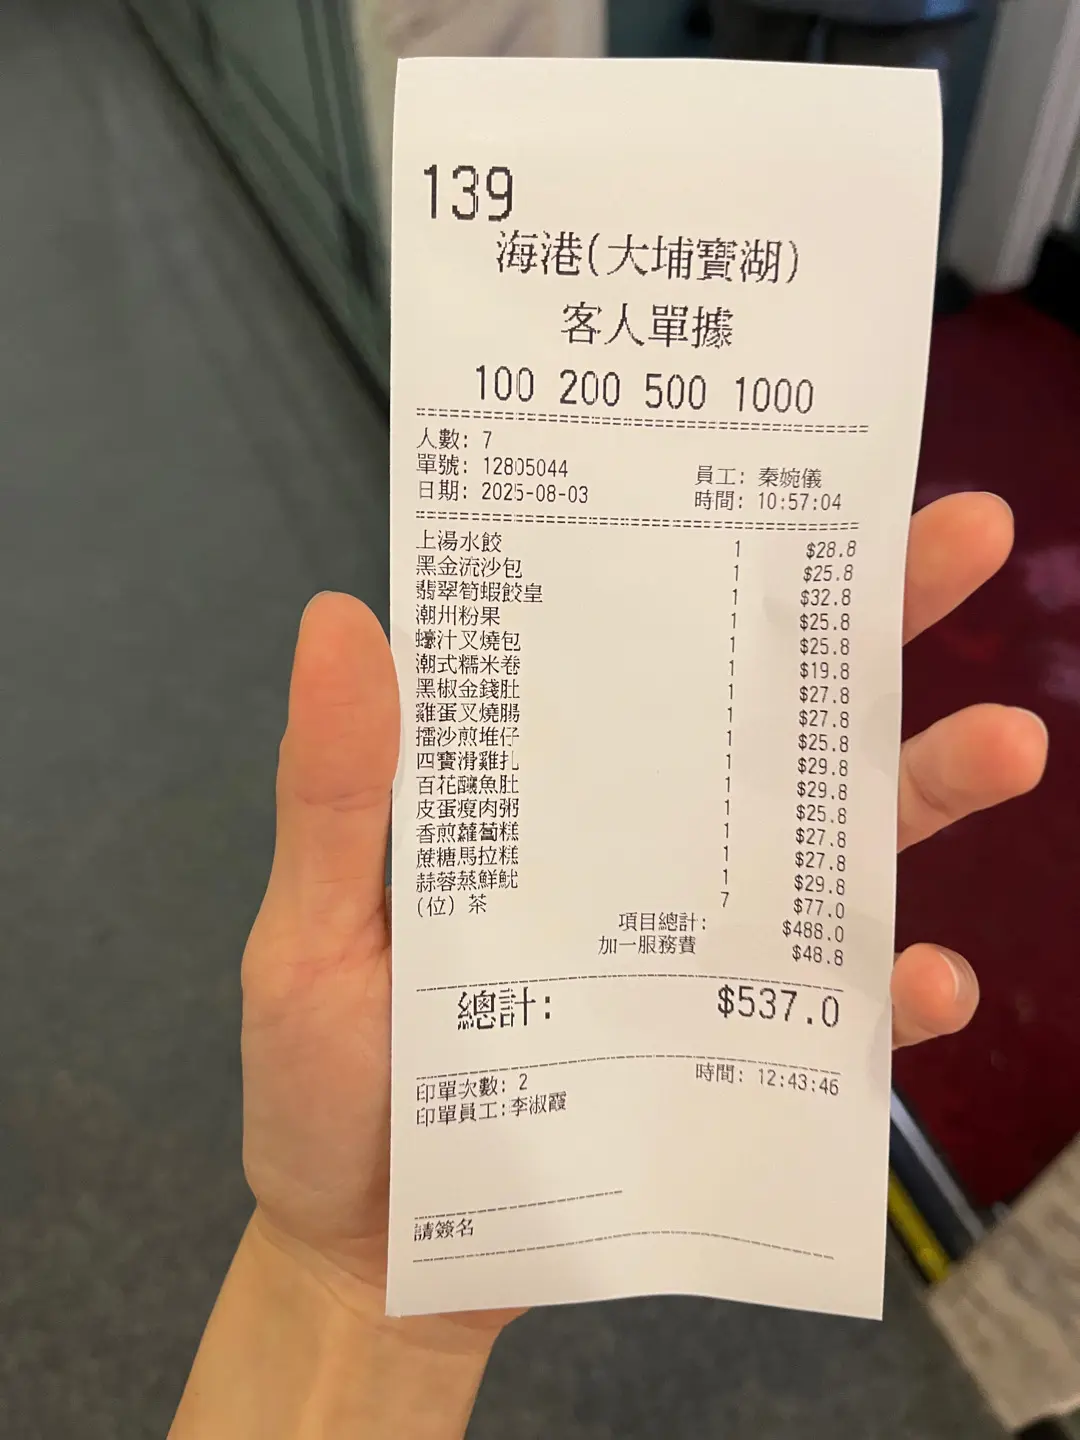 139
海港(大埔寶湖)
客人單據
100 200 500 1000
人數: 7
單號: 12805044 員工: 秦婉儀
日期: 2025-08-03 時間: 10:57:04
上湯水餃 1 $28.8
黑金流沙包 1 $25.8
翡翠筍蝦餃皇 1 $32.8
潮州粉果 1 $25.8
蠔汁叉燒包 1 $25.8
潮式糯米卷 1 $19.8
黑椒金錢肚 1 $27.8
雞蛋叉燒腸 1 $27.8
擂沙煎堆仔 1 $25.8
四寶滑雞扎 1 $29.8
百花釀魚肚 1 $29.8
皮蛋瘦肉粥 1 $25.8
香煎蘿蔔糕 1 $27.8
蔗糖馬拉糕 1 $27.8
蒜蓉蒸鮮魷 1 $29.8
(位) 茶 7 $77.0
項目總計: $488.0
加一服務費 $48.8
總計: $537.0
印單次數: 2 時間: 12:43:46
印單員工:李淑霞
請簽名